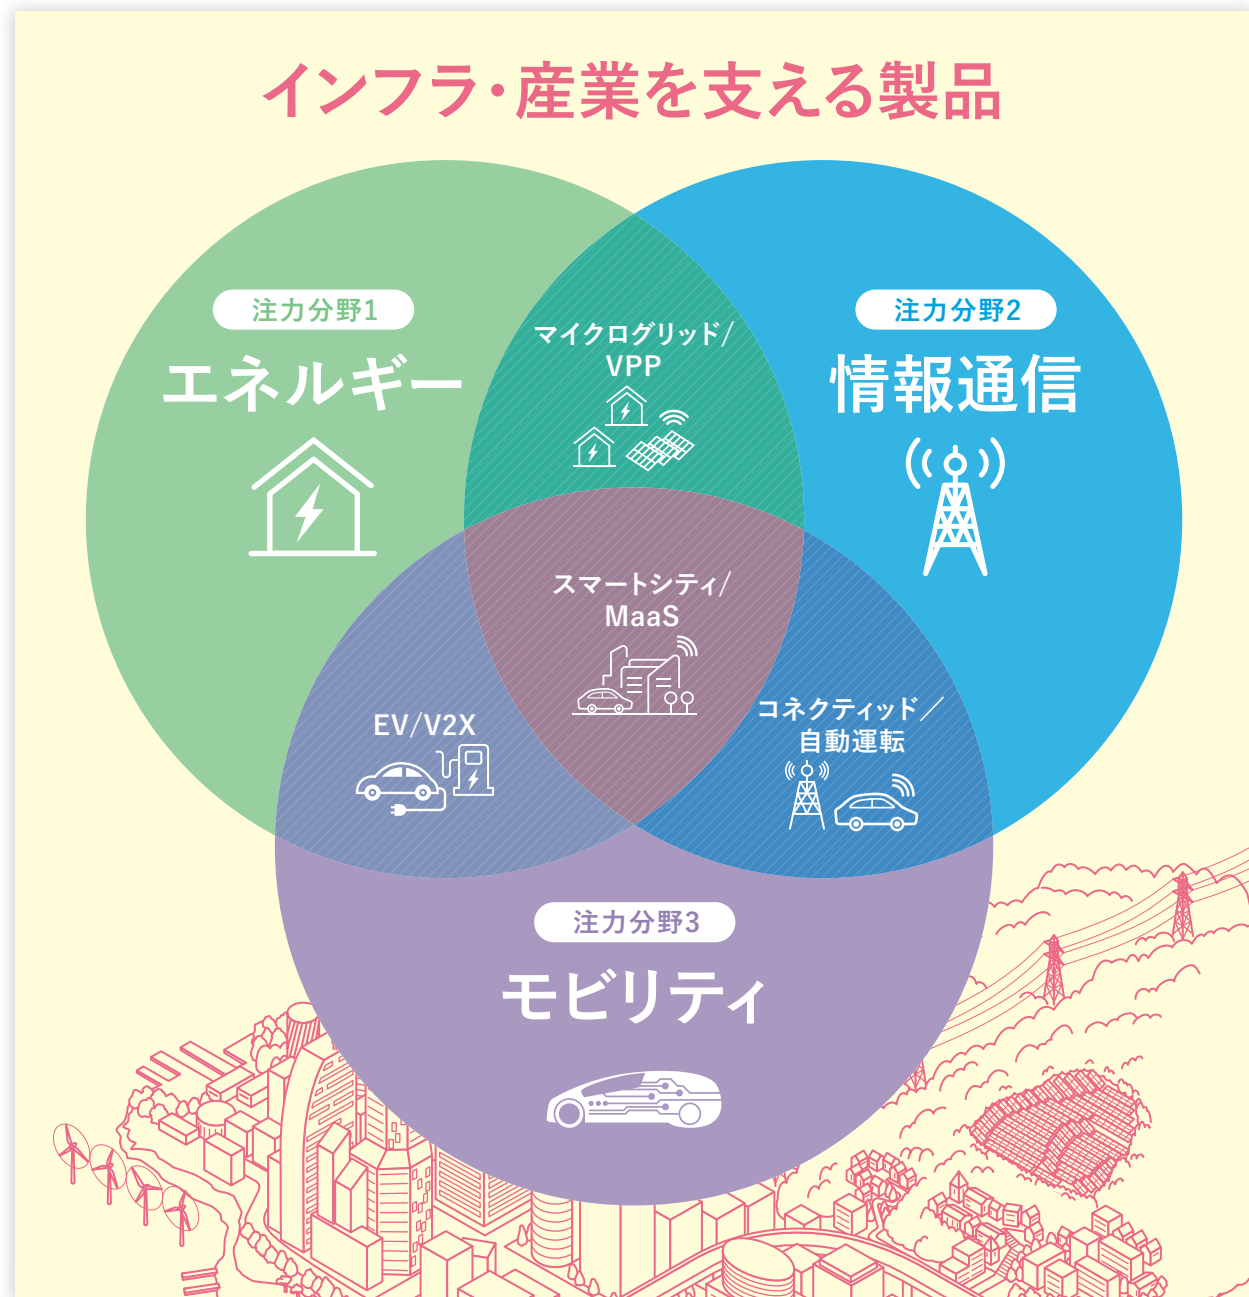 インフラ・産業を支える製品
注力分野1
エネルギー
マイクログリッド/
VPP
注力分野2
情報通信
スマートシティ/
MaaS
EV/V2X
コネクティッド／
自動運転
注力分野3
モビリティ